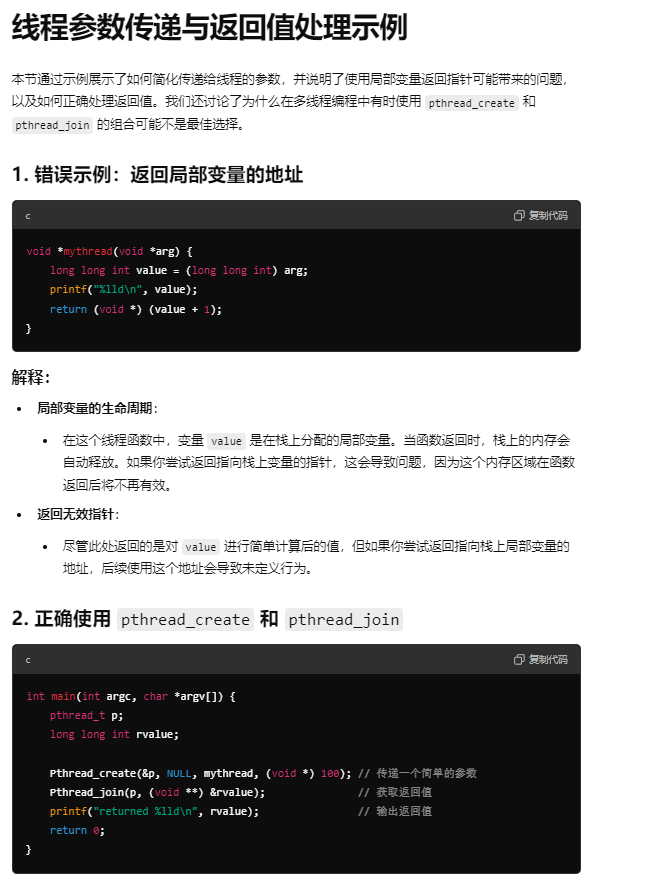 线程参数传递与返回值处理示例
本节通过示例展示了如何简化传递给线程的参数，并说明了使用局部变量返回指针可能带来的问题，
以及如何正确处理返回值。我们还讨论了为什么在多线程编程中有时使用 pthread_create 和
pthread_join 的组合可能不是最佳选择。
1. 错误示例：返回局部变量的地址
c 复制代码
void *mythread(void *arg) {
    long long int value = (long long int) arg;
    printf("%lld\n", value);
    return (void *) (value + 1);
}
解释：
• 局部变量的生命周期：
• 在这个线程函数中，变量 value 是在栈上分配的局部变量。当函数返回时，栈上的内存会
自动释放。如果你尝试返回指向栈上变量的指针，这会导致问题，因为这个内存区域在函数
返回后将不再有效。
• 返回无效指针：
• 尽管此处返回的是对 value 进行简单计算后的值，但如果你尝试返回指向栈上局部变量的
地址，后续使用这个地址会导致未定义行为。
2. 正确使用 pthread_create 和 pthread_join
c 复制代码
int main(int argc, char *argv[]) {
    pthread_t p;
    long long int rvalue;
    Pthread_create(&p, NULL, mythread, (void *) 100); // 传递一个简单的参数
    Pthread_join(p, (void **) &rvalue);              // 获取返回值
    printf("returned %lld\n", rvalue);               // 输出返回值
    return 0;
}